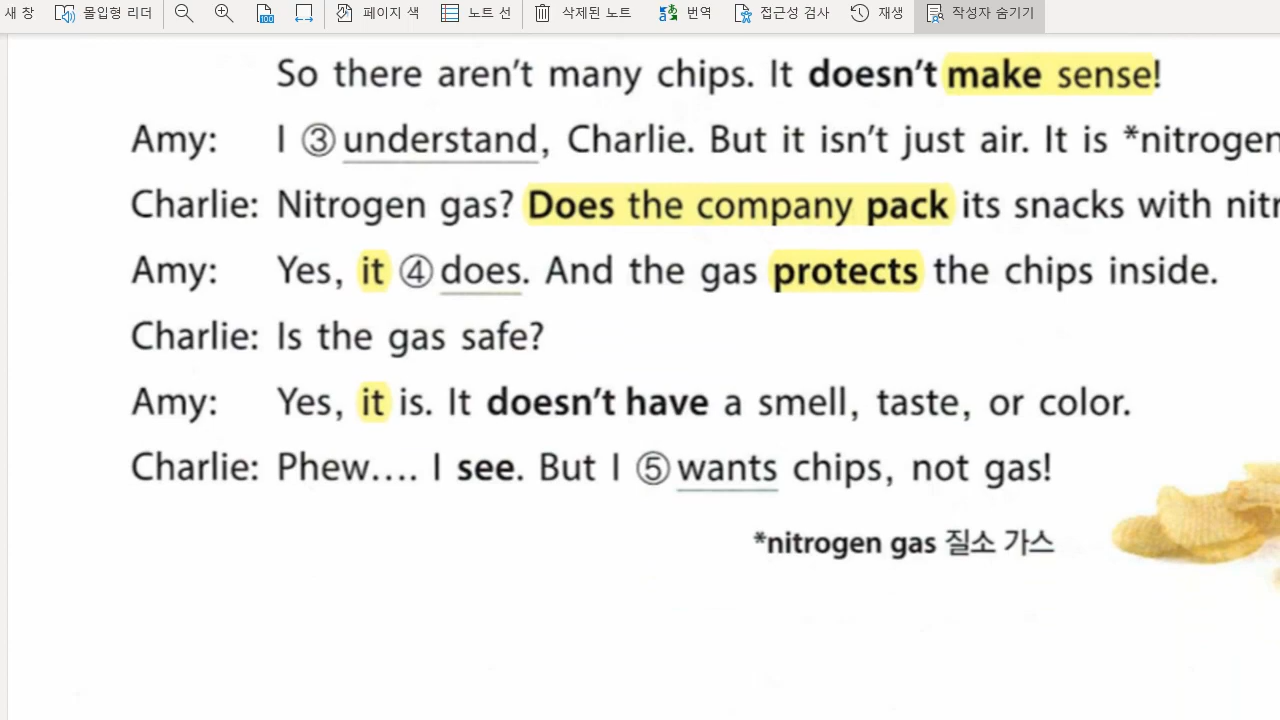 새 창 몰입형 리더 100 페이지 색 노트 선 삭제된 노트 번역 접근성 검사 재생 작성자 숨기기
So there aren't many chips. It doesn't make sense!
Amy: I ③ understand, Charlie. But it isn't just air. It is *nitrogen
Charlie: Nitrogen gas? Does the company pack its snacks with nitr
Amy: Yes, it ④ does. And the gas protects the chips inside.
Charlie: Is the gas safe?
Amy: Yes, it is. It doesn't have a smell, taste, or color.
Charlie: Phew.... I see. But I ⑤ wants chips, not gas!
*nitrogen gas 질소 가스